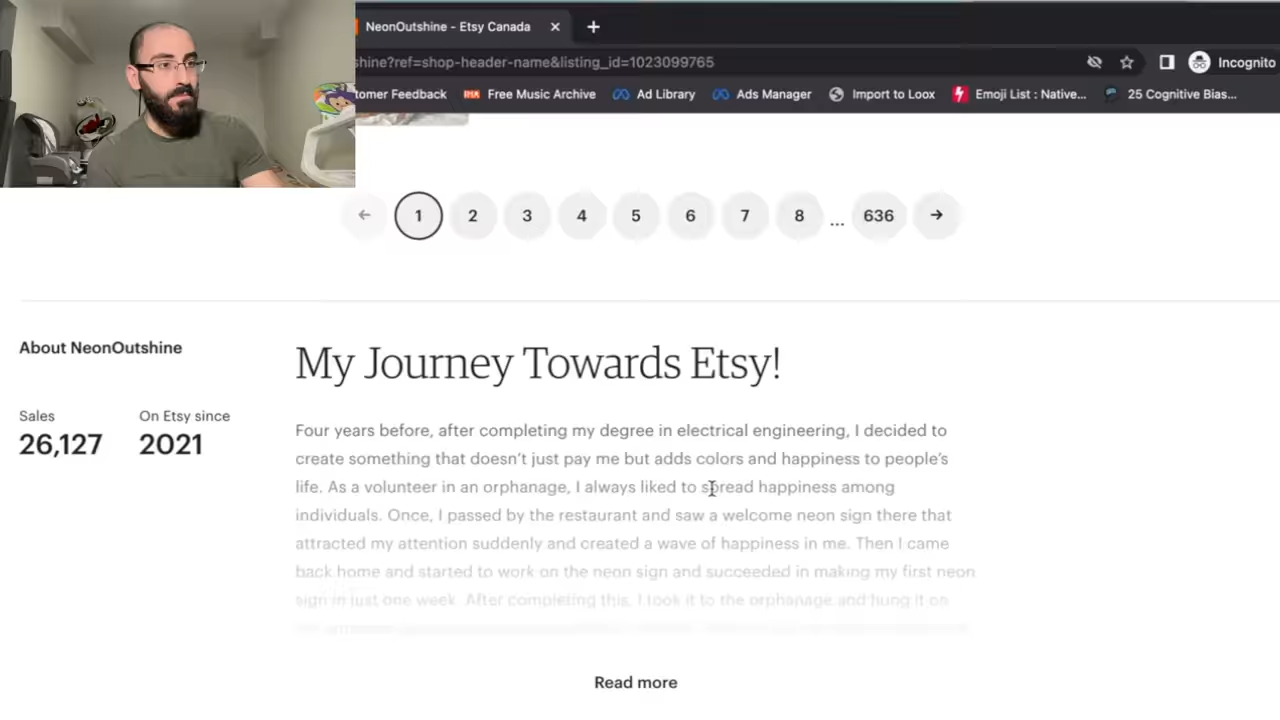 NeonOutshine - Etsy Canada
shine?ref=shop-header-name&listing_id=1023099765
Incognito
tomer Feedback
Free Music Archive
Ad Library
Ads Manager
Import to Loox
Emoji List : Native...
25 Cognitive Bias...
1 2 3 4 5 6 7 8 ... 636
About NeonOutshine
Sales
26,127
On Etsy since
2021
My Journey Towards Etsy!
Four years before, after completing my degree in electrical engineering, I decided to
create something that doesn't just pay me but adds colors and happiness to people's
life. As a volunteer in an orphanage, I always liked to spread happiness among
individuals. Once, I passed by the restaurant and saw a welcome neon sign there that
attracted my attention suddenly and created a wave of happiness in me. Then I came
back home and started to work on the neon sign and succeeded in making my first neon
sign in just one week. After completing this, I took it to the orphanage and hung it on
Read more